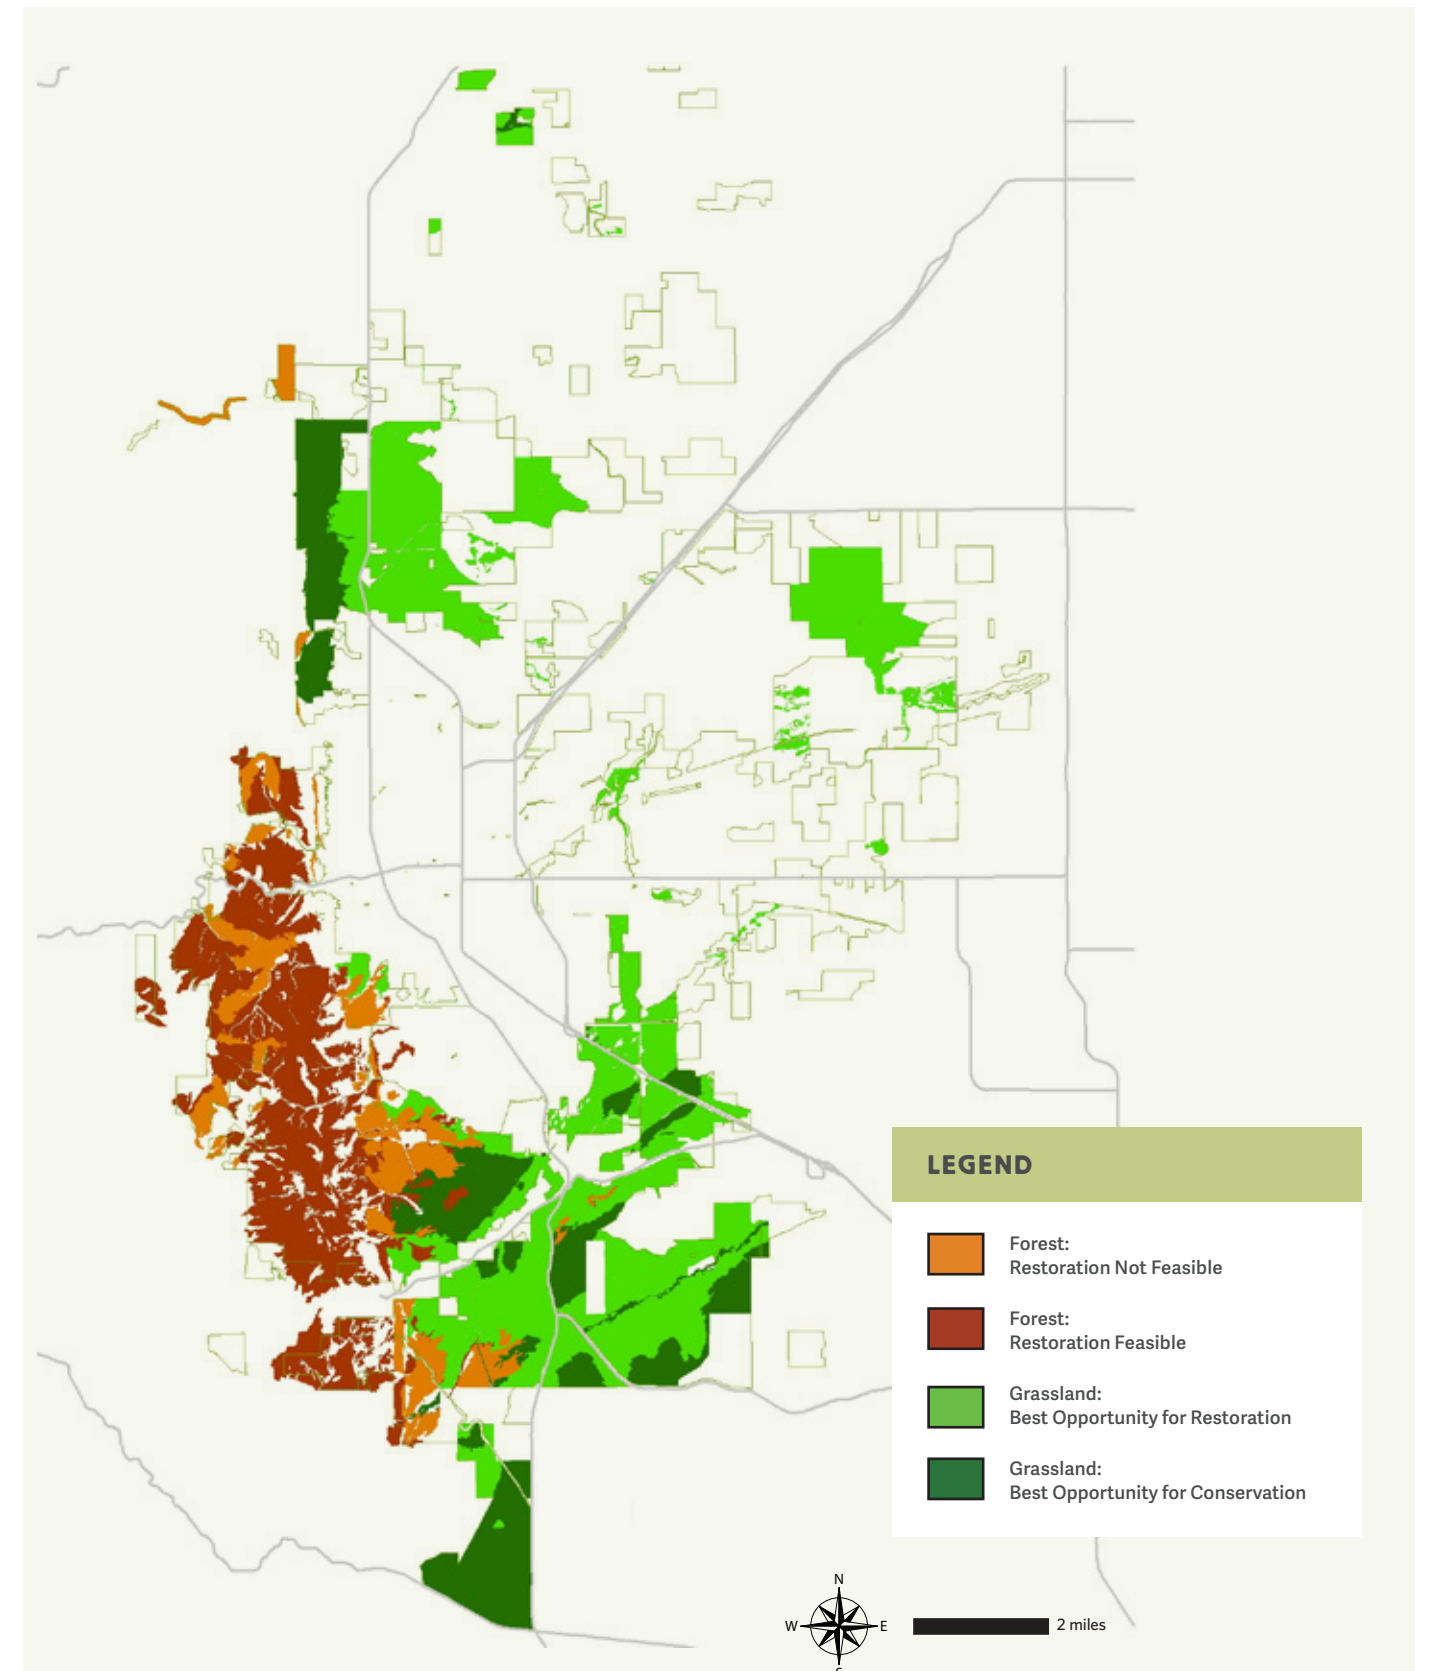 LEGEND
Forest:
Restoration Not Feasible
Forest:
Restoration Feasible
Grassland:
Best Opportunity for Restoration
Grassland:
Best Opportunity for Conservation
N
W E
S
2 miles